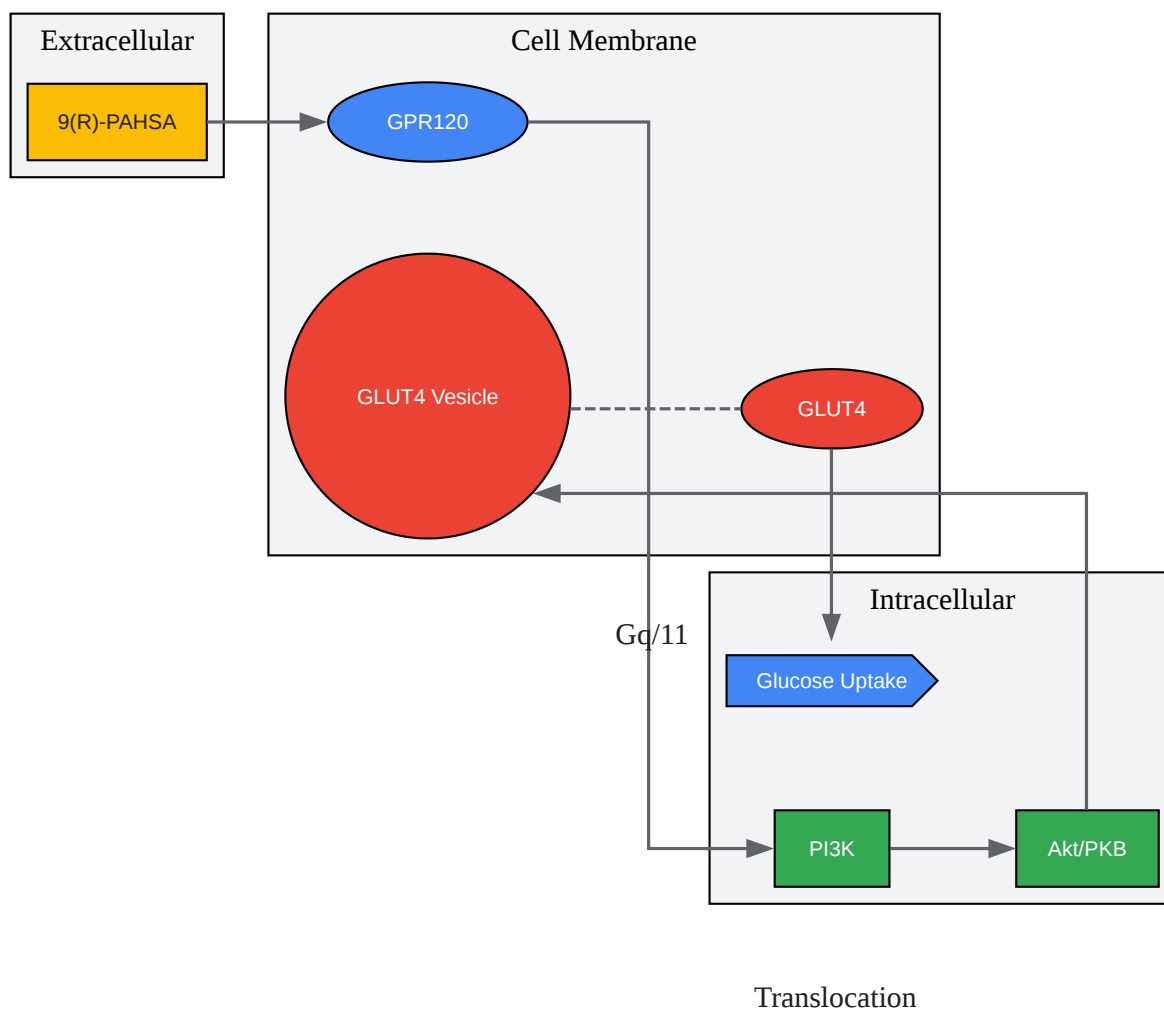 Extracellular
Cell Membrane
9(R)-PAHSA
GPR120
GLUT4 Vesicle
GLUT4
Intracellular
Gq/11
Glucose Uptake
PI3K
Akt/PKB
Translocation